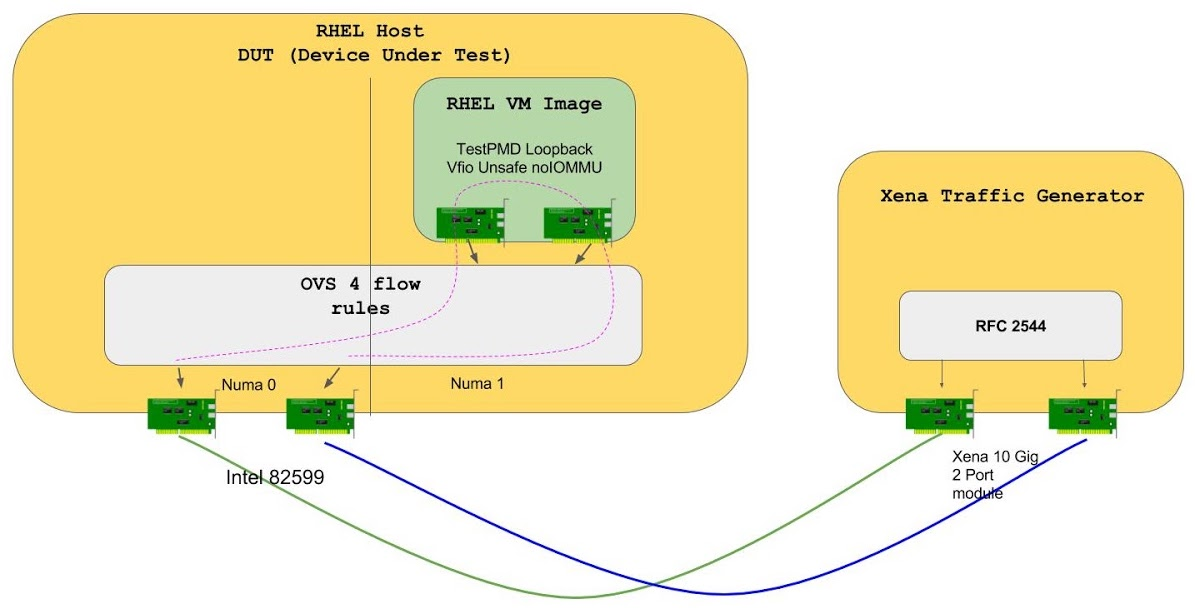 RHEL Host
DUT (Device Under Test)
RHEL VM Image
TestPMD Loopback
Vfio Unsafe noIOMMU
OVS 4 flow
rules
Numa 0
Numa 1
Intel 82599
Xena Traffic Generator
RFC 2544
Xena 10 Gig
2 Port
module